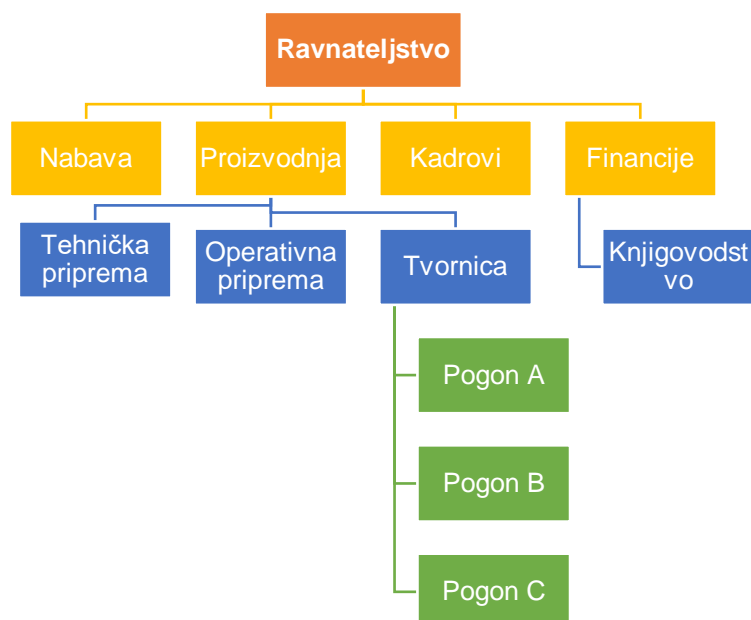 Ravnateljstvo
Nabava
Proizvodnja
Kadrovi
Financije
Tehnička
priprema
Operativna
priprema
Tvornica
Knjigovodst
vo
Pogon A
Pogon B
Pogon C